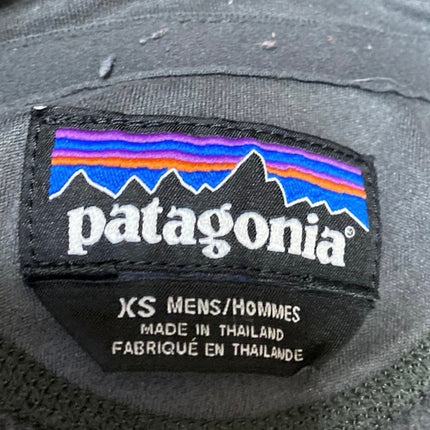 patagonia®
XS MENS/HOMMES
MADE IN THAILAND
FABRIQUÉ EN THAILANDE